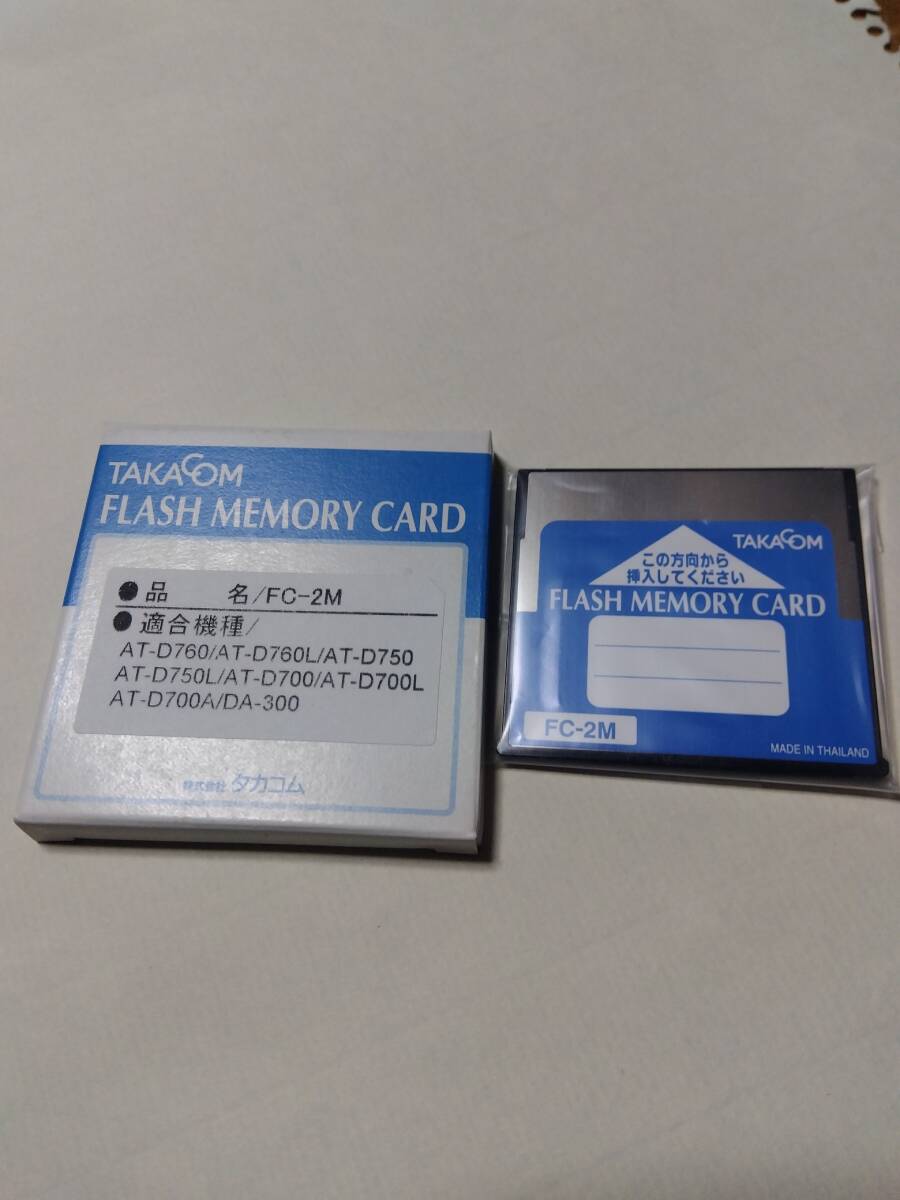 TAKACOM
FLASH MEMORY CARD
●品 名/FC-2M
●適合機種/
AT-D760/AT-D760L/AT-D750
AT-D750L/AT-D700/AT-D700L
AT-D700A/DA-300
株式会社 タカコム
TAKACOM
この方向から
挿入してください
FLASH MEMORY CARD
FC-2M
MADE IN THAILAND